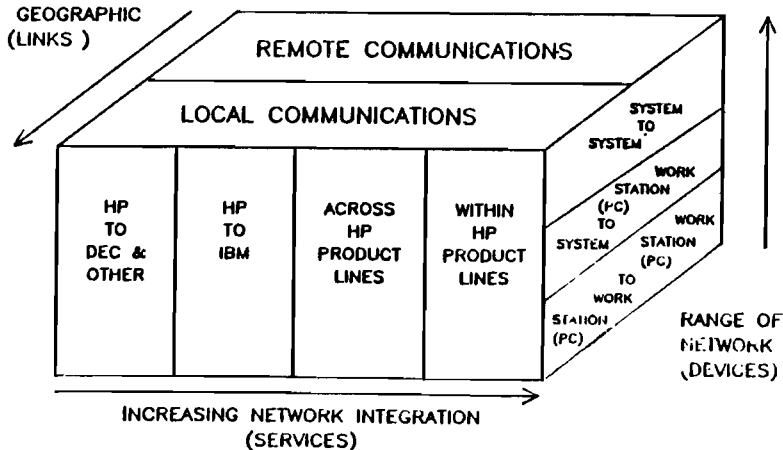 GEOGRAPHIC
(LINKS )
REMOTE COMMUNICATIONS
LOCAL COMMUNICATIONS
HP
TO
DEC &
OTHER
HP
TO
IBM
ACROSS
HP
PRODUCT
LINES
WITHIN
HP
PRODUCT
LINES
SYSTEM
TO
SYSTEM
WORK
STATION
(PC)
TO
SYSTEM
WORK
STATION
(PC)
TO
WORK
STATION
(PC)
RANGE OF
NETWORK
(DEVICES)
INCREASING NETWORK INTEGRATION
(SERVICES)